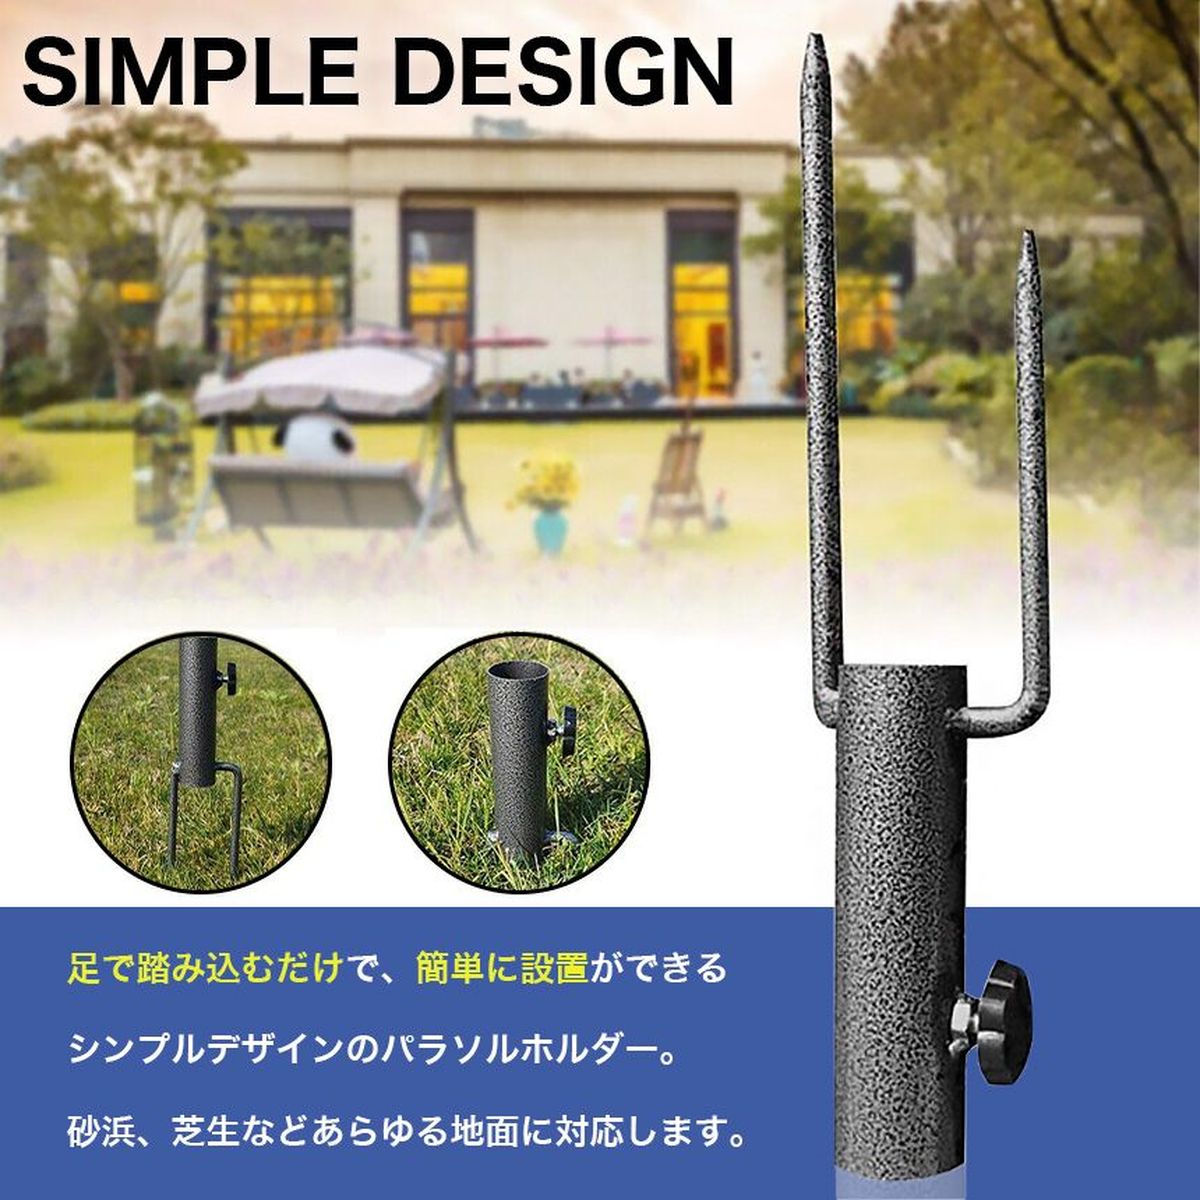 SIMPLE DESIGN
足で踏み込むだけで、簡単に設置ができる
シンプルデザインのパラソルホルダー。
砂浜、芝生などあらゆる地面に対応します。